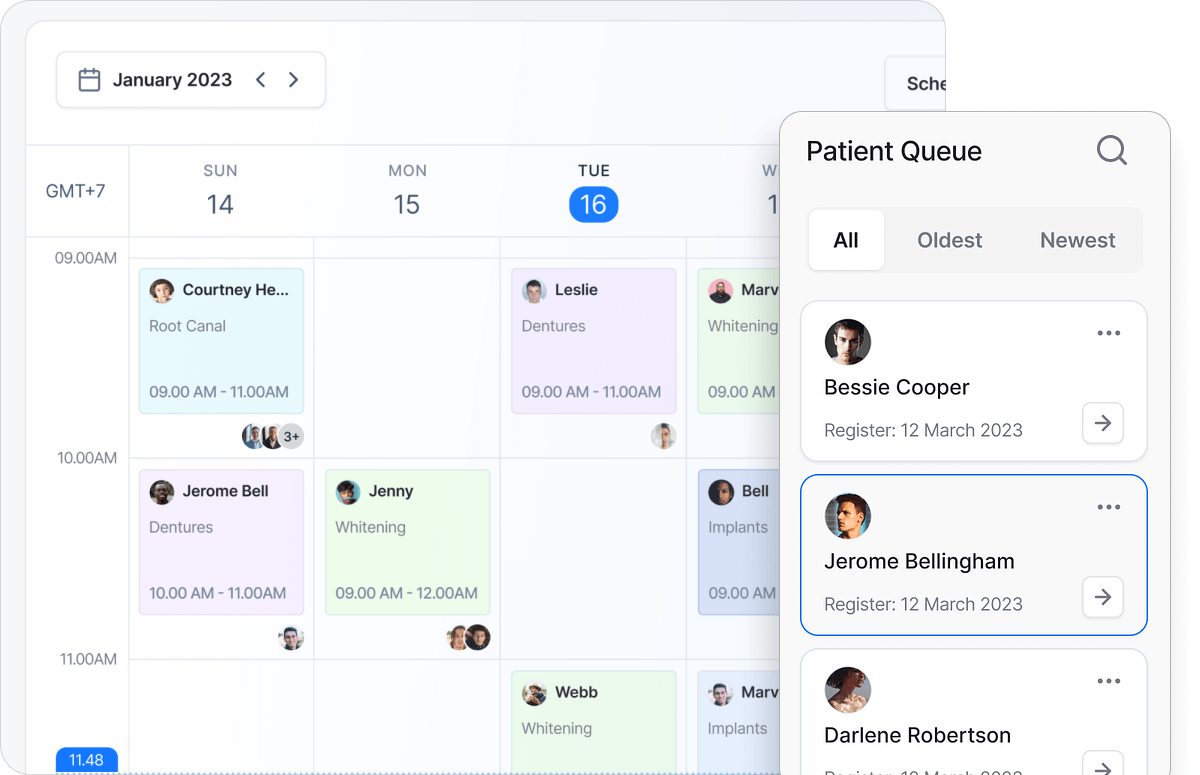 January 2023
Sche
GMT+7
SUN
MON
TUE
W
14
15
16
1
09.00AM
Courtney He...
Root Canal
09.00 AM - 11.00AM
3+
Leslie
Dentures
09.00 AM - 11.00AM
Marv
Whitening
09.00 AM
10.00AM
Jerome Bell
Dentures
10.00 AM - 11.00AM
Jenny
Whitening
09.00 AM - 12.00AM
Bell
Implants
09.00 AM
11.00AM
Webb
Whitening
Marv
Implants
11.48
Patient Queue
All
Oldest
Newest
Bessie Cooper
Register: 12 March 2023
Jerome Bellingham
Register: 12 March 2023
Darlene Robertson
Register: 12 March 2023